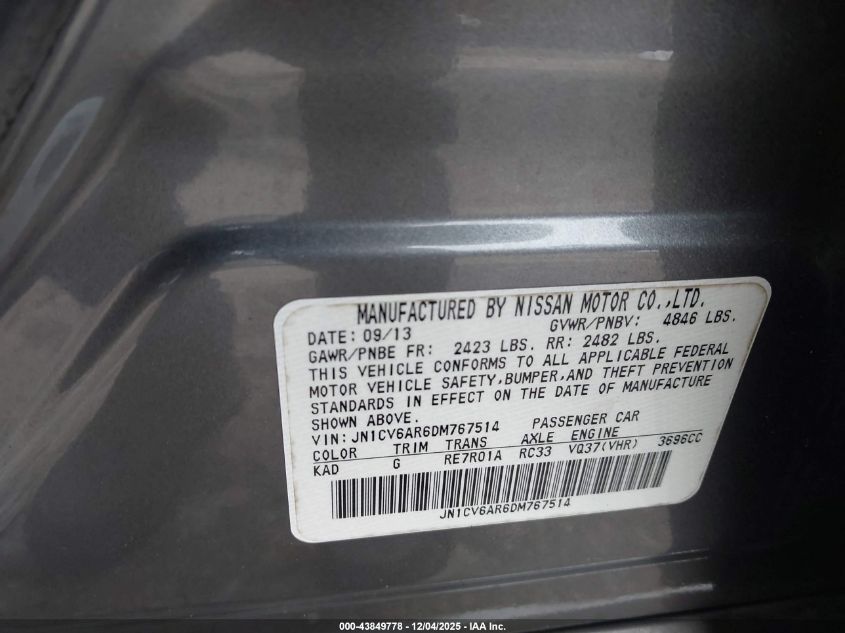 MANUFACTURED BY NISSAN MOTOR CO.,LTD.
DATE: 09/13 GVWR/PNBV: 4846 LBS.
GAWR/PNBE FR: 2423 LBS. RR: 2482 LBS.
THIS VEHICLE CONFORMS TO ALL APPLICABLE FEDERAL
MOTOR VEHICLE SAFETY,BUMPER,AND THEFT PREVENTION
STANDARDS IN EFFECT ON THE DATE OF MANUFACTURE
SHOWN ABOVE.
VIN: JN1CV6AR6DM767514 PASSENGER CAR
COLOR TRIM TRANS AXLE ENGINE
KAD G RE7R01A RC33 VQ37(VHR) 3696CC
JN1CV6AR6DM767514
000-43849778 - 12/04/2025 - IAA Inc.